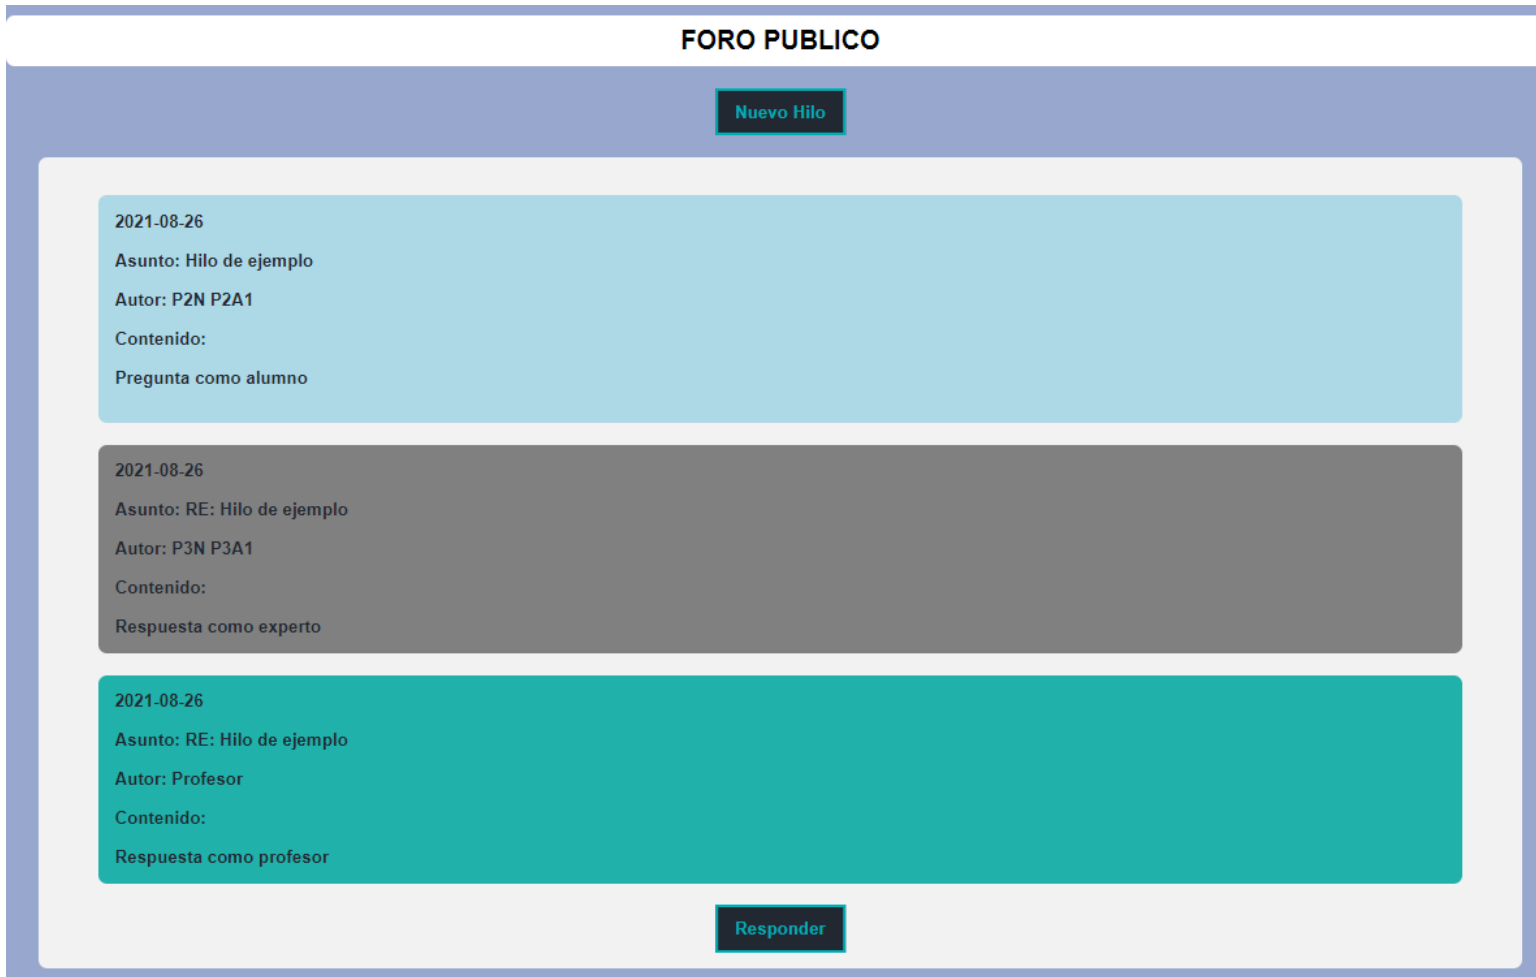 FORO PUBLICO
Nuevo Hilo
2021-08-26
Asunto: Hilo de ejemplo
Autor: P2N P2A1
Contenido:
Pregunta como alumno
2021-08-26
Asunto: RE: Hilo de ejemplo
Autor: P3N P3A1
Contenido:
Respuesta como experto
2021-08-26
Asunto: RE: Hilo de ejemplo
Autor: Profesor
Contenido:
Respuesta como profesor
Responder